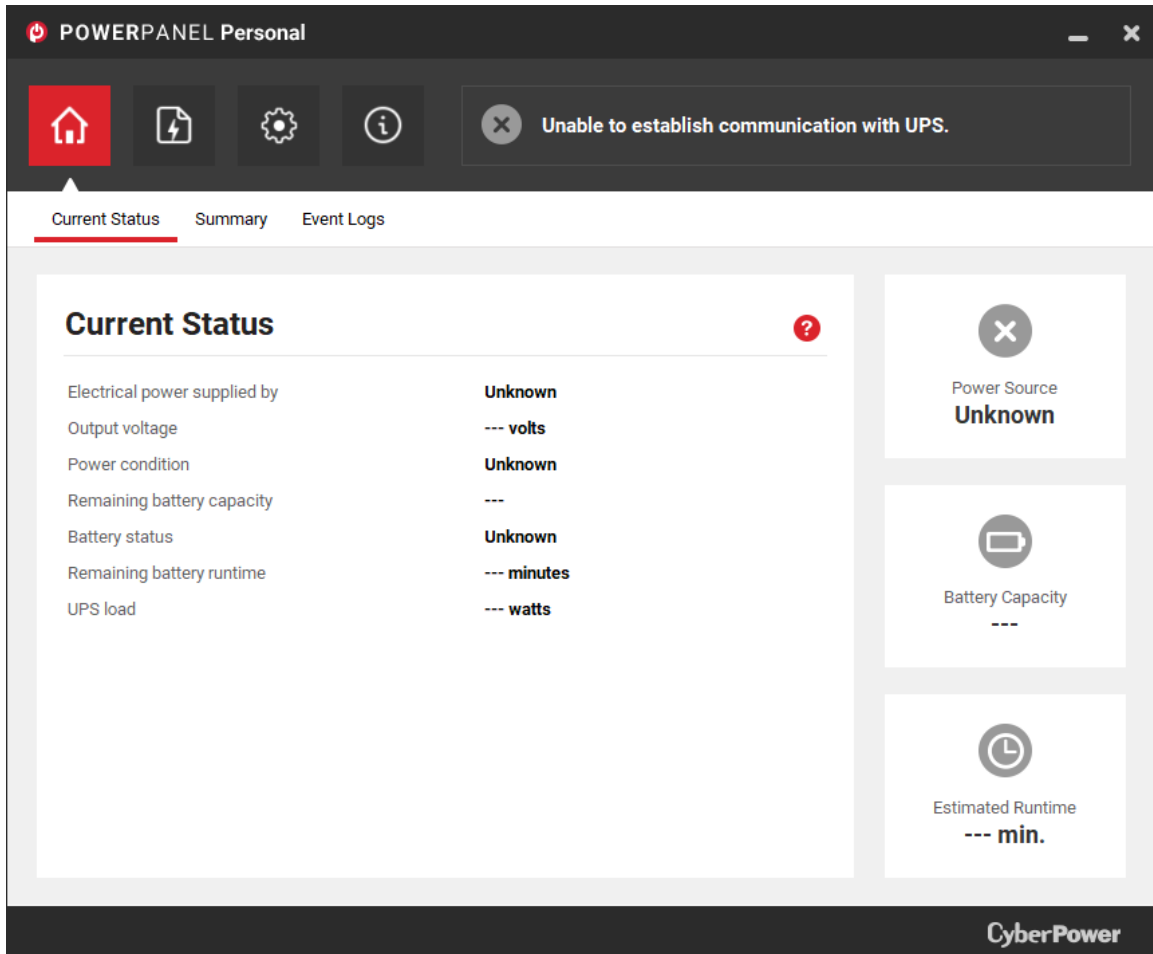 POWERPANEL Personal
Unable to establish communication with UPS.
Current Status Summary Event Logs
Current Status
?
Electrical power supplied by Unknown
Output voltage --- volts
Power condition Unknown
Remaining battery capacity ---
Battery status Unknown
Remaining battery runtime --- minutes
UPS load --- watts
Power Source
Unknown
Battery Capacity
---
Estimated Runtime
--- min.
CyberPower